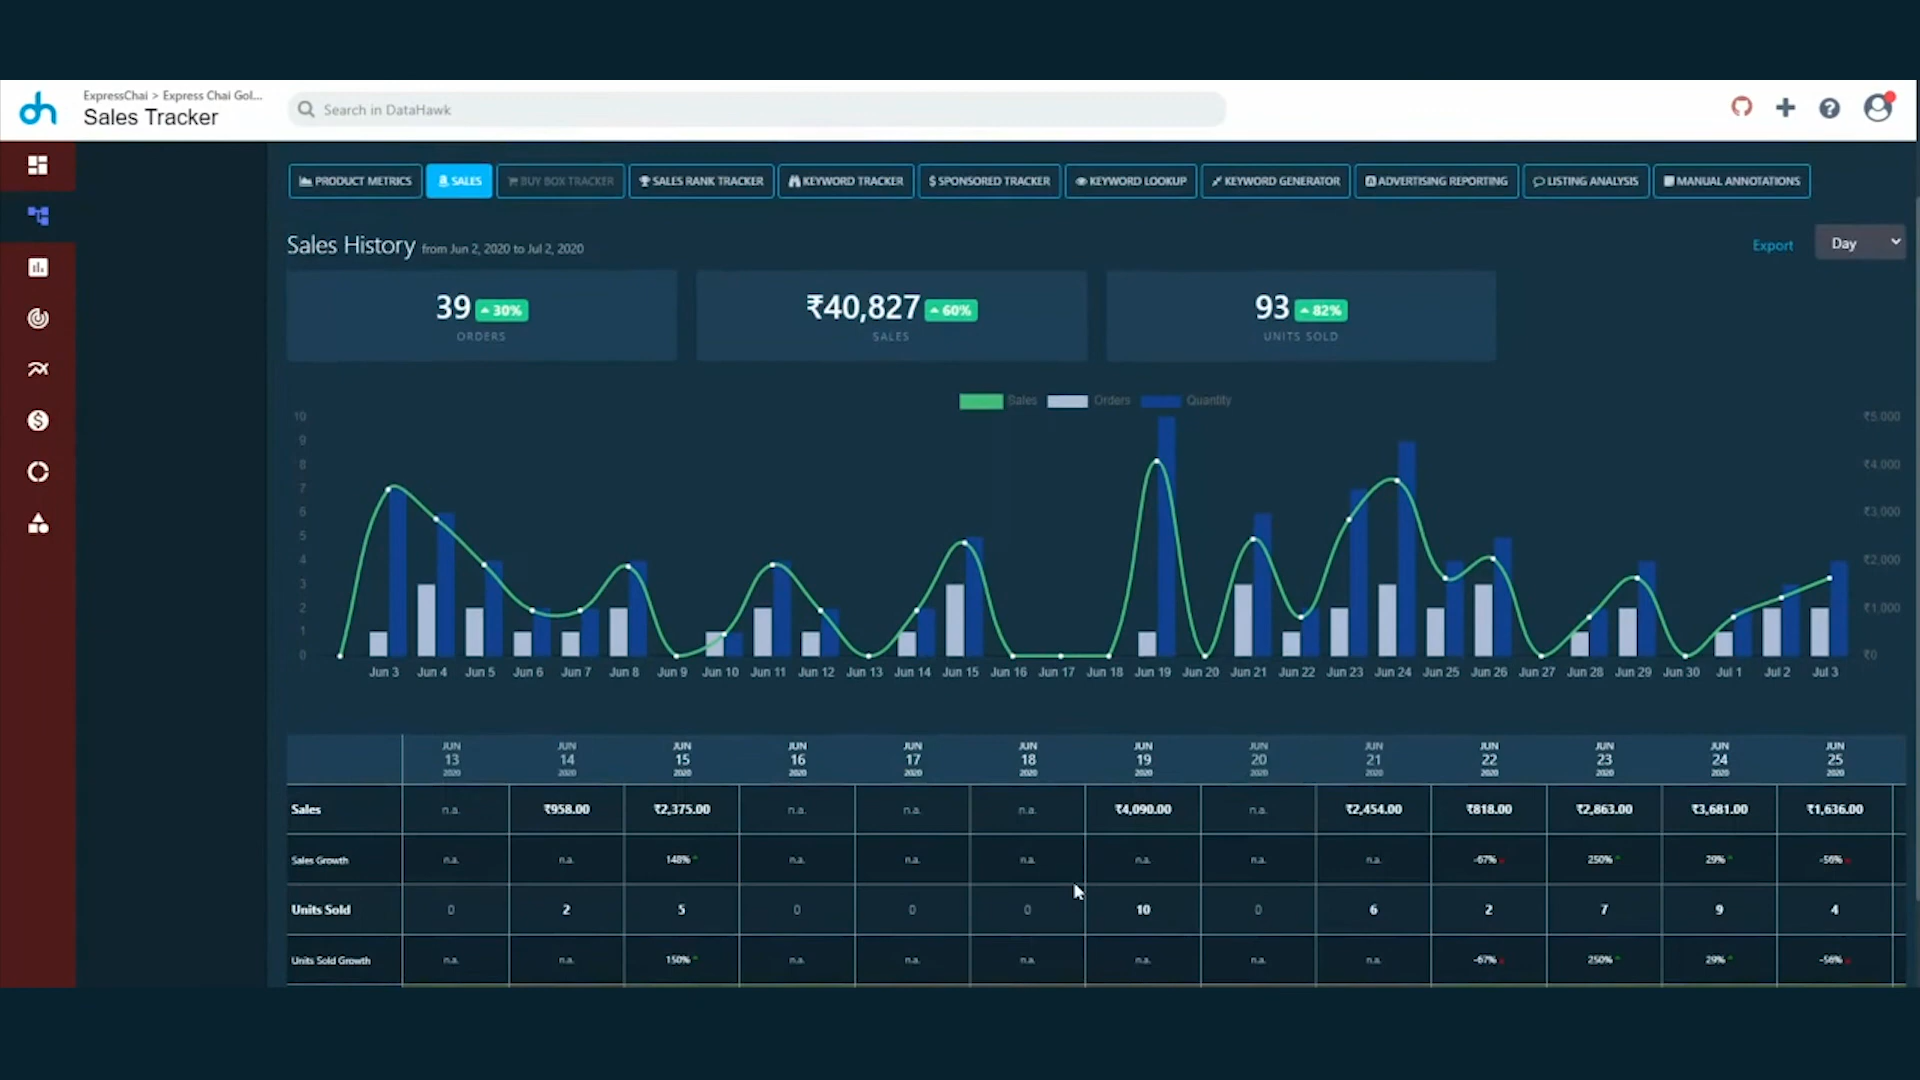 ExpressChai > Express Chai Gol...
Sales Tracker
Search in DataHawk
PRODUCT METRICS SALES BUY BOX TRACKER SALES RANK TRACKER KEYWORD TRACKER $ SPONSORED TRACKER KEYWORD LOOKUP KEYWORD GENERATOR ADVERTISING REPORTING LISTING ANALYSIS MANUAL ANNOTATIONS
Sales History from Jun 2, 2020 to Jul 2, 2020
Export Day
39 30% ₹40,827 60% 93 82%
ORDERS SALES UNITS SOLD
Sales Orders Quantity
10 ₹5,000
9
8 ₹4,000
7
6 ₹3,000
5
4 ₹2,000
3
2 ₹1,000
1
0 ₹0
Jun 3 Jun 4 Jun 5 Jun 6 Jun 7 Jun 8 Jun 9 Jun 10 Jun 11 Jun 12 Jun 13 Jun 14 Jun 15 Jun 16 Jun 17 Jun 18 Jun 19 Jun 20 Jun 21 Jun 22 Jun 23 Jun 24 Jun 25 Jun 26 Jun 27 Jun 28 Jun 29 Jun 30 Jul 1 Jul 2 Jul 3
JUN JUN JUN JUN JUN JUN JUN JUN JUN JUN JUN JUN JUN
13 14 15 16 17 18 19 20 21 22 23 24 25
2020 2020 2020 2020 2020 2020 2020 2020 2020 2020 2020 2020 2020
Sales n.a. ₹958.00 ₹2,375.00 n.a. n.a. n.a. ₹4,090.00 n.a. ₹2,454.00 ₹818.00 ₹2,863.00 ₹3,681.00 ₹1,636.00
Sales Growth n.a. n.a. 148% n.a. n.a. n.a. n.a. n.a. n.a. -67% 250% 29% -56%
Units Sold 0 2 5 0 0 0 10 0 6 2 7 9 4
Units Sold Growth n.a. n.a. 150% n.a. n.a. n.a. n.a. n.a. n.a. -67% 250% 29% -56%